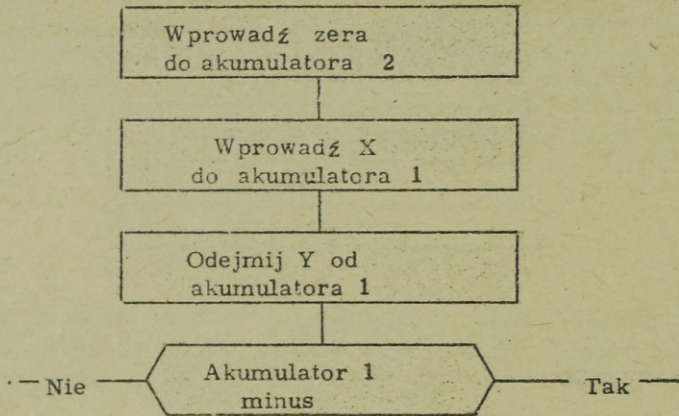 Wprowadź zera
do akumulatora 2
Wprowadź X
do akumulatora 1
Odejmij Y od
akumulatora 1
Nie
Akumulator 1
minus
Tak